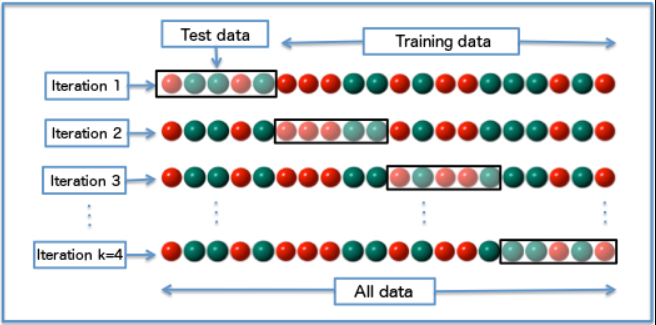 Test data
Training data
Iteration 1
Iteration 2
Iteration 3
Iteration k=4
All data